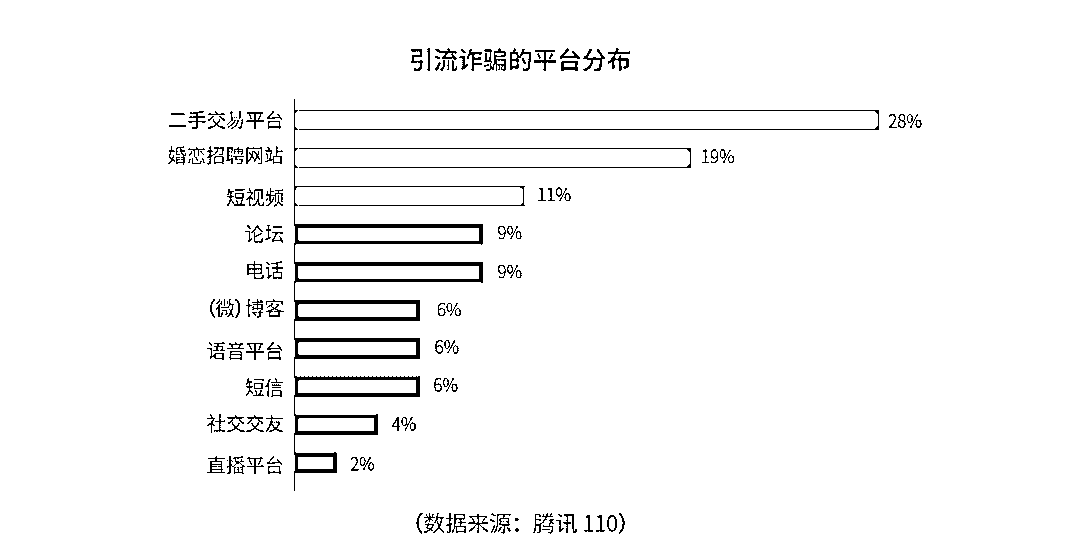 引流诈骗的平台分布
二手交易平台 28%
婚恋招聘网站 19%
短视频 11%
论坛 9%
电话 9%
(微)博客 6%
语音平台 6%
短信 6%
社交交友 4%
直播平台 2%
（数据来源：腾讯 110）